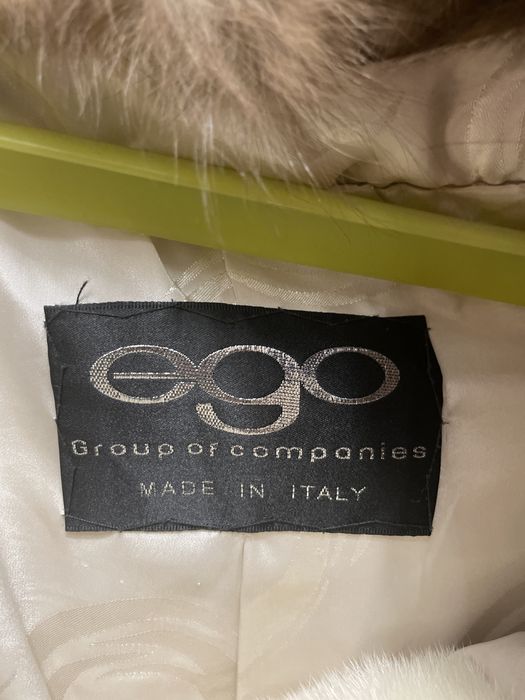 ego
Group of companies
MADE IN ITALY